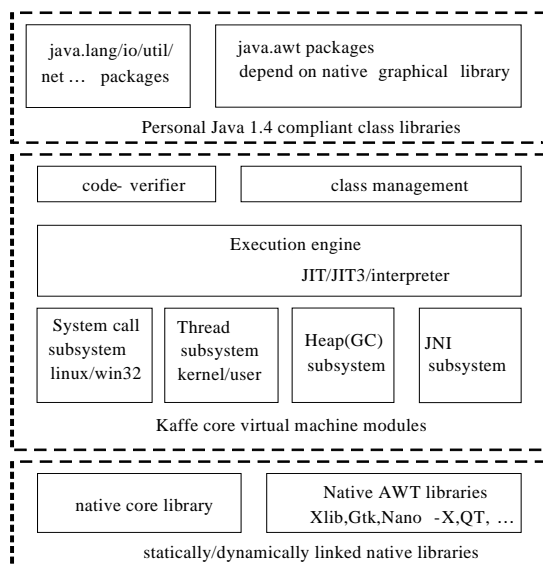 java.lang/io/util/
net ... packages
java.awt packages
depend on native graphical library
Personal Java 1.4 compliant class libraries
code- verifier
class management
Execution engine
JIT/JIT3/interpreter
System call
subsystem
linux/win32
Thread
subsystem
kernel/user
Heap(GC)
subsystem
JNI
subsystem
Kaffe core virtual machine modules
native core library
Native AWT libraries
Xlib,Gtk,Nano -X,QT, ...
statically/dynamically linked native libraries